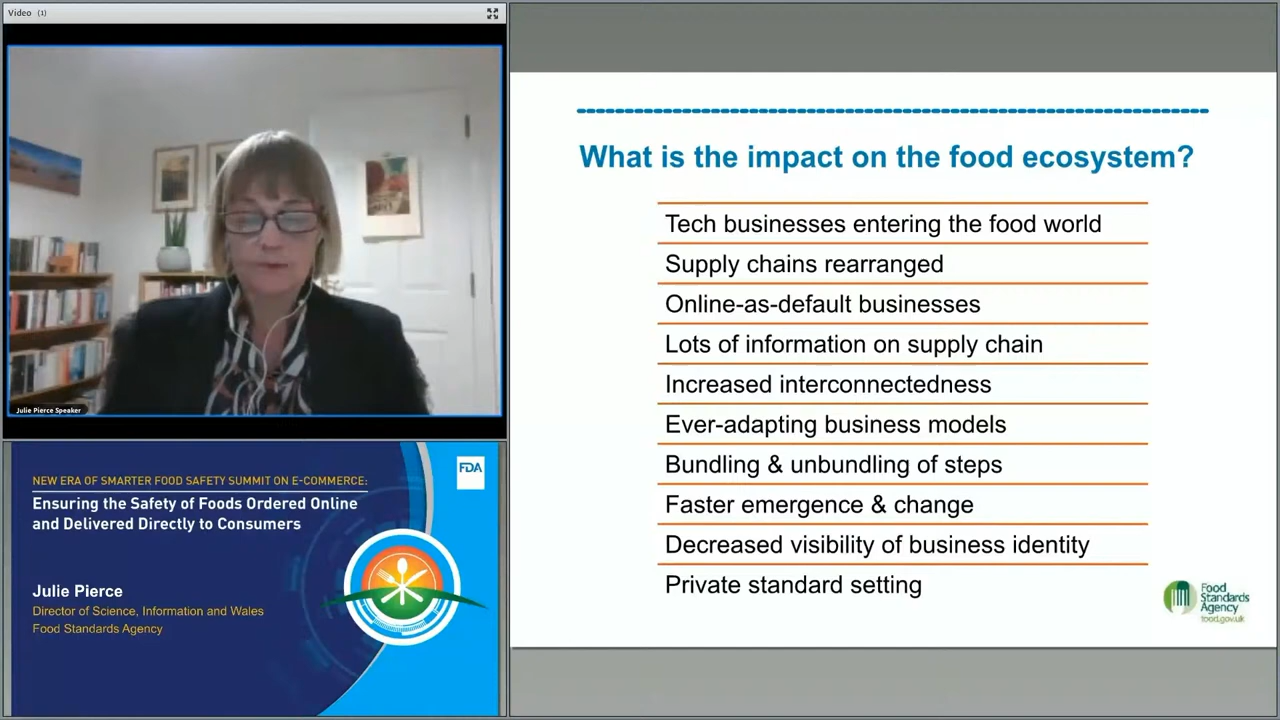 Video (1)
Julie Pierce Speaker
NEW ERA OF SMARTER FOOD SAFETY SUMMIT ON E-COMMERCE:
Ensuring the Safety of Foods Ordered Online
and Delivered Directly to Consumers
FDA
Julie Pierce
Director of Science, Information and Wales
Food Standards Agency
What is the impact on the food ecosystem?
Tech businesses entering the food world
Supply chains rearranged
Online-as-default businesses
Lots of information on supply chain
Increased interconnectedness
Ever-adapting business models
Bundling & unbundling of steps
Faster emergence & change
Decreased visibility of business identity
Private standard setting
Food
Standards
Agency
food.gov.uk